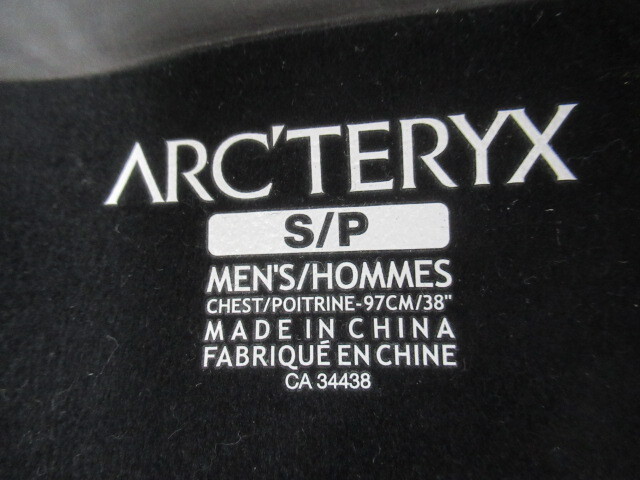 ARC'TERYX
S/P
MEN'S/HOMMES
CHEST/POITRINE-97CM/38"
MADE IN CHINA
FABRIQUÉ EN CHINE
CA 34438